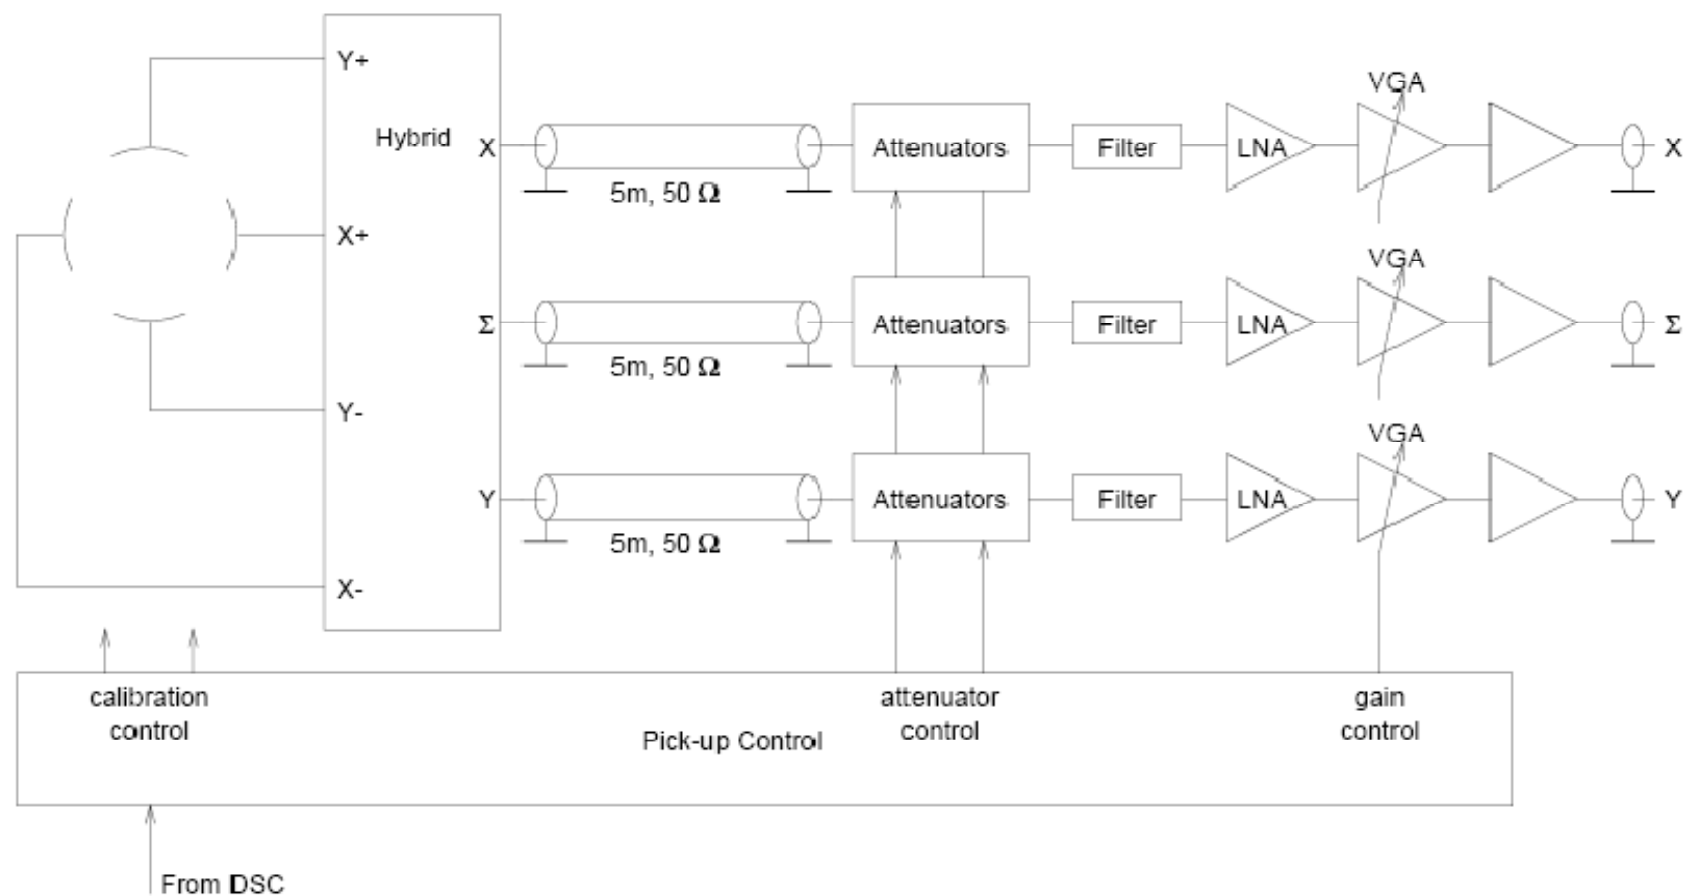 Y+
VGA
Hybrid
X
Attenuators
Filter
LNA
X
5m, 50 Ω
X+
VGA
Σ
Attenuators
Filter
LNA
Σ
5m, 50 Ω
Y-
VGA
Y
Attenuators
Filter
LNA
Y
5m, 50 Ω
X-
calibration
control
attenuator
control
gain
control
Pick-up Control
From DSC